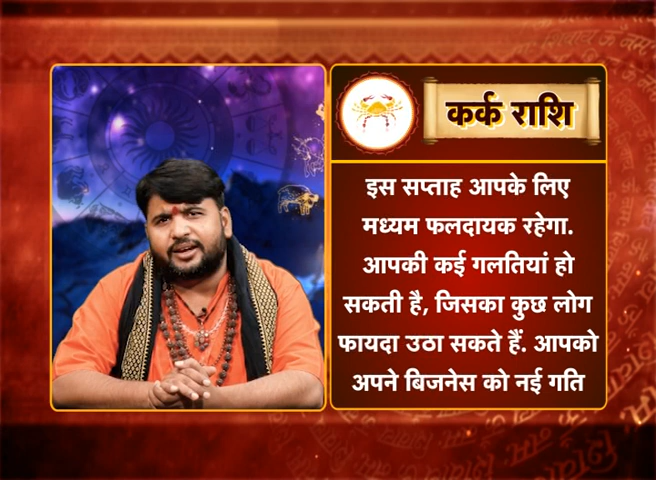 कर्क राशि
इस सप्ताह आपके लिए
मध्यम फलदायक रहेगा.
आपकी कई गलतियां हो
सकती है, जिसका कुछ लोग
फायदा उठा सकते हैं. आपको
अपने बिजनेस को नई गति